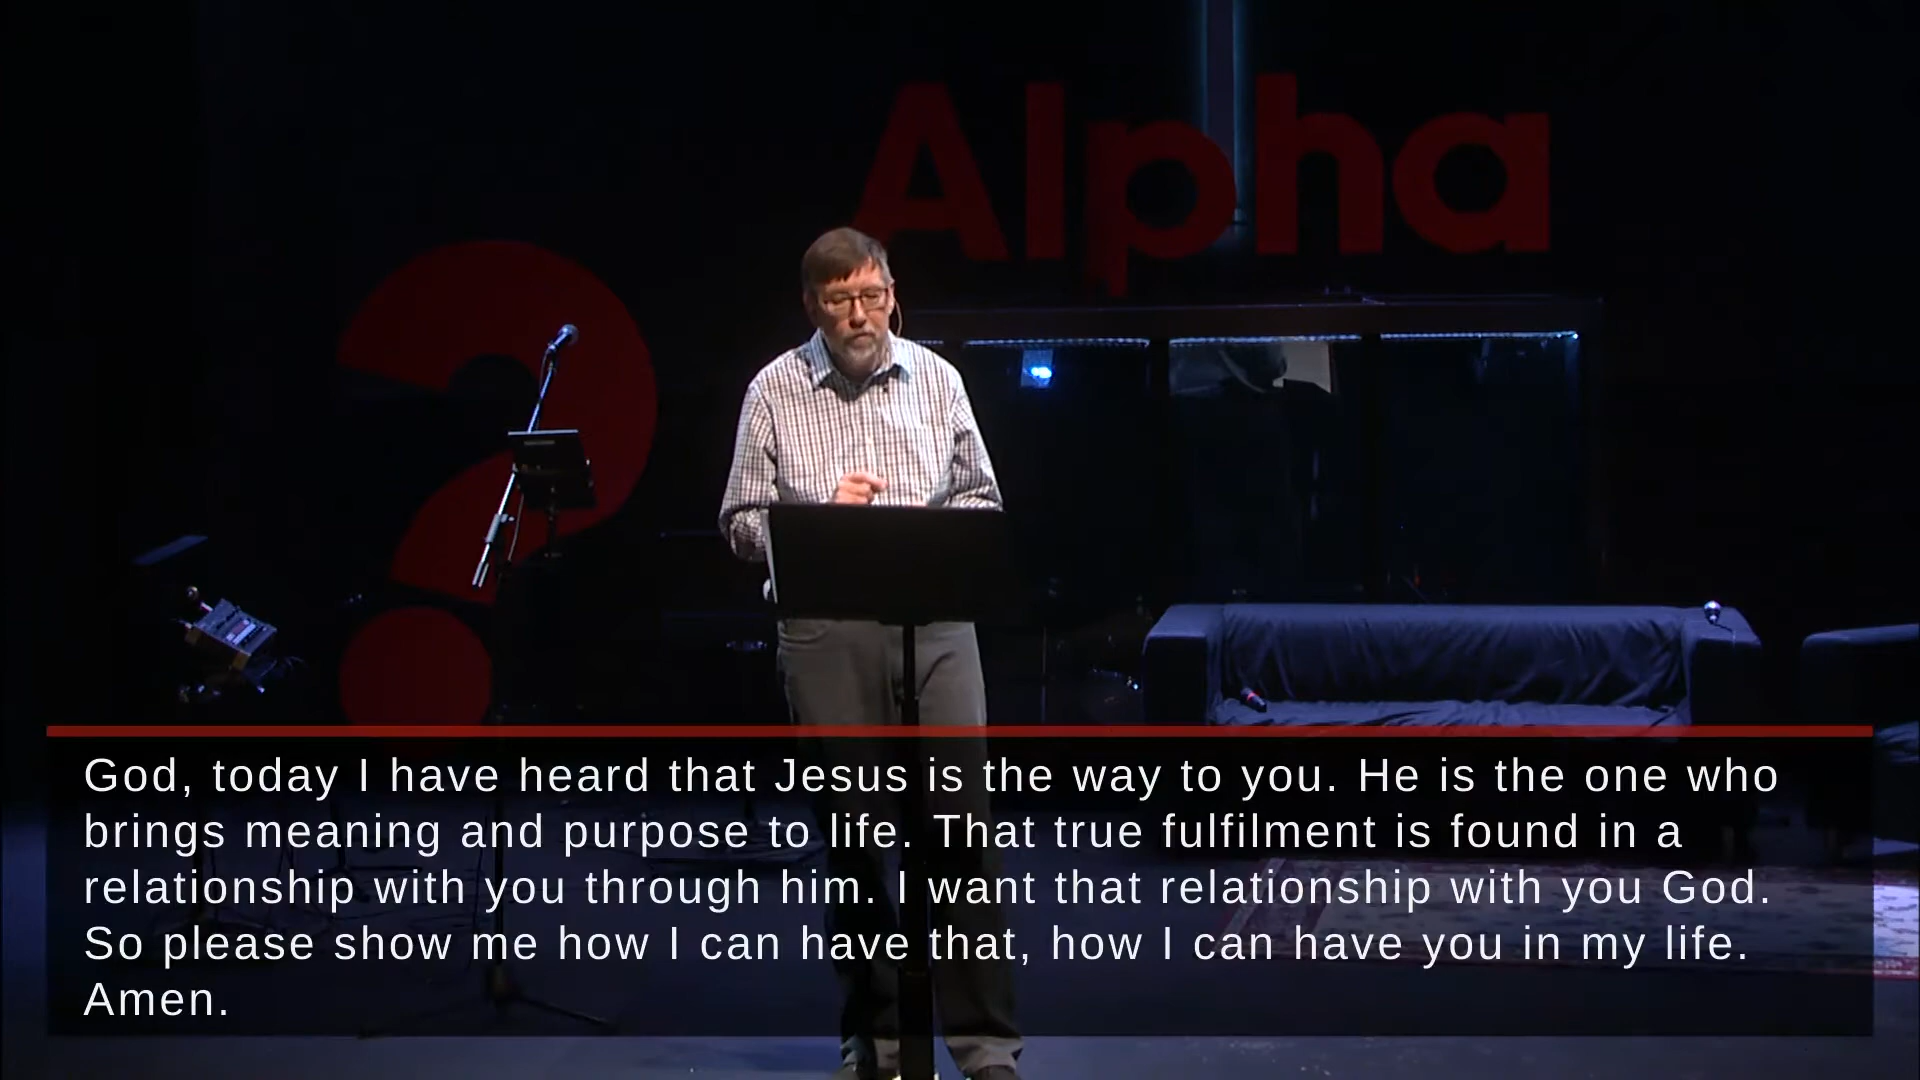 Alpha
?
God, today I have heard that Jesus is the way to you. He is the one who
brings meaning and purpose to life. That true fulfilment is found in a
relationship with you through him. I want that relationship with you God.
So please show me how I can have that, how I can have you in my life.
Amen.